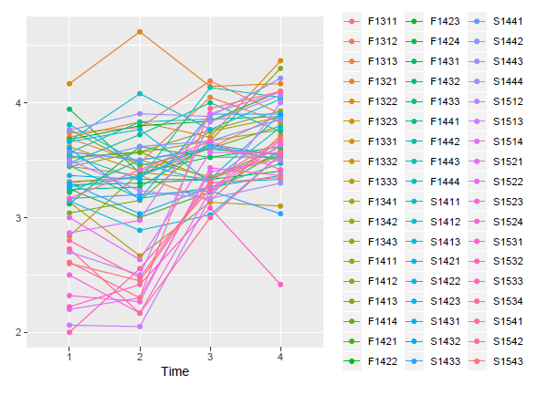 4
3
2
1 2 3 4
Time
F1311 F1423 S1441
F1312 F1424 S1442
F1313 F1431 S1443
F1321 F1432 S1444
F1322 F1433 S1512
F1323 F1441 S1513
F1331 F1442 S1514
F1332 F1443 S1521
F1333 F1444 S1523
F1341 S1411 S1524
F1342 S1412 S1531
F1343 S1413 S1532
F1411 S1421 S1533
F1412 S1422 S1534
F1413 S1423 S1541
F1414 S1431 S1542
F1421 S1432 S1543
F1422 S1433